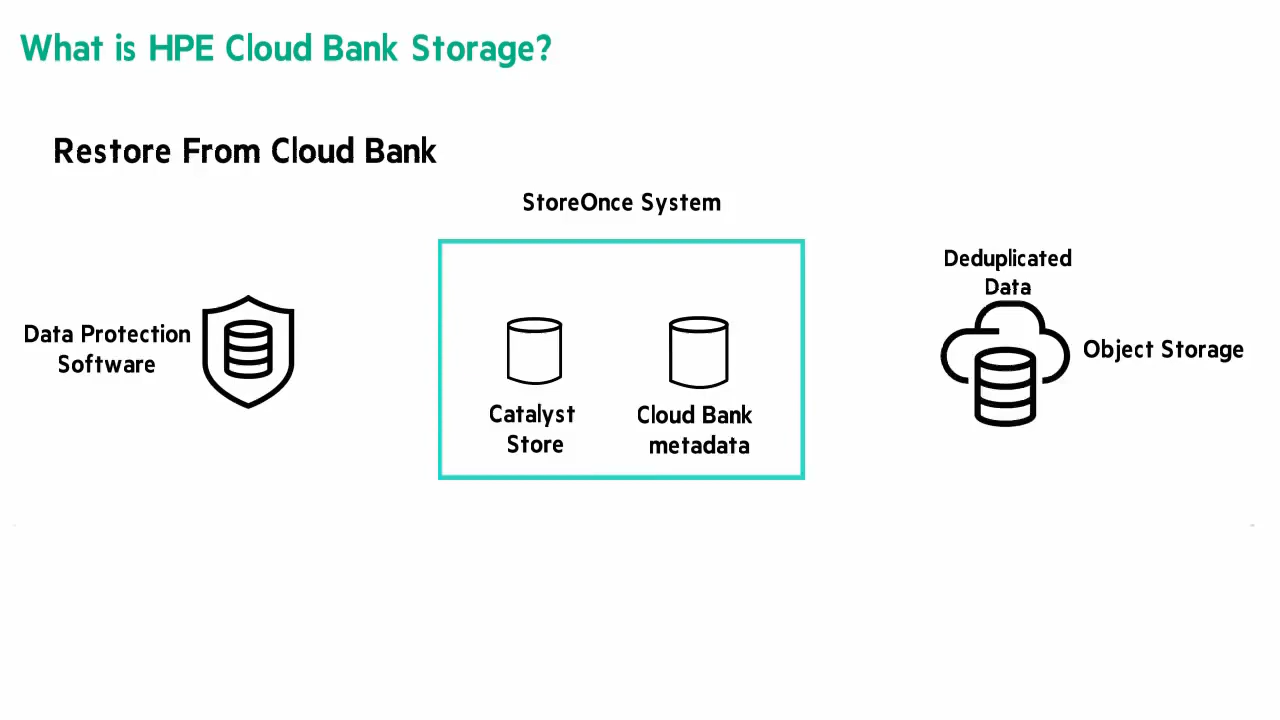 What is HPE Cloud Bank Storage?
Restore From Cloud Bank
StoreOnce System
Data Protection
Software
Catalyst
Store
Cloud Bank
metadata
Deduplicated
Data
Object Storage